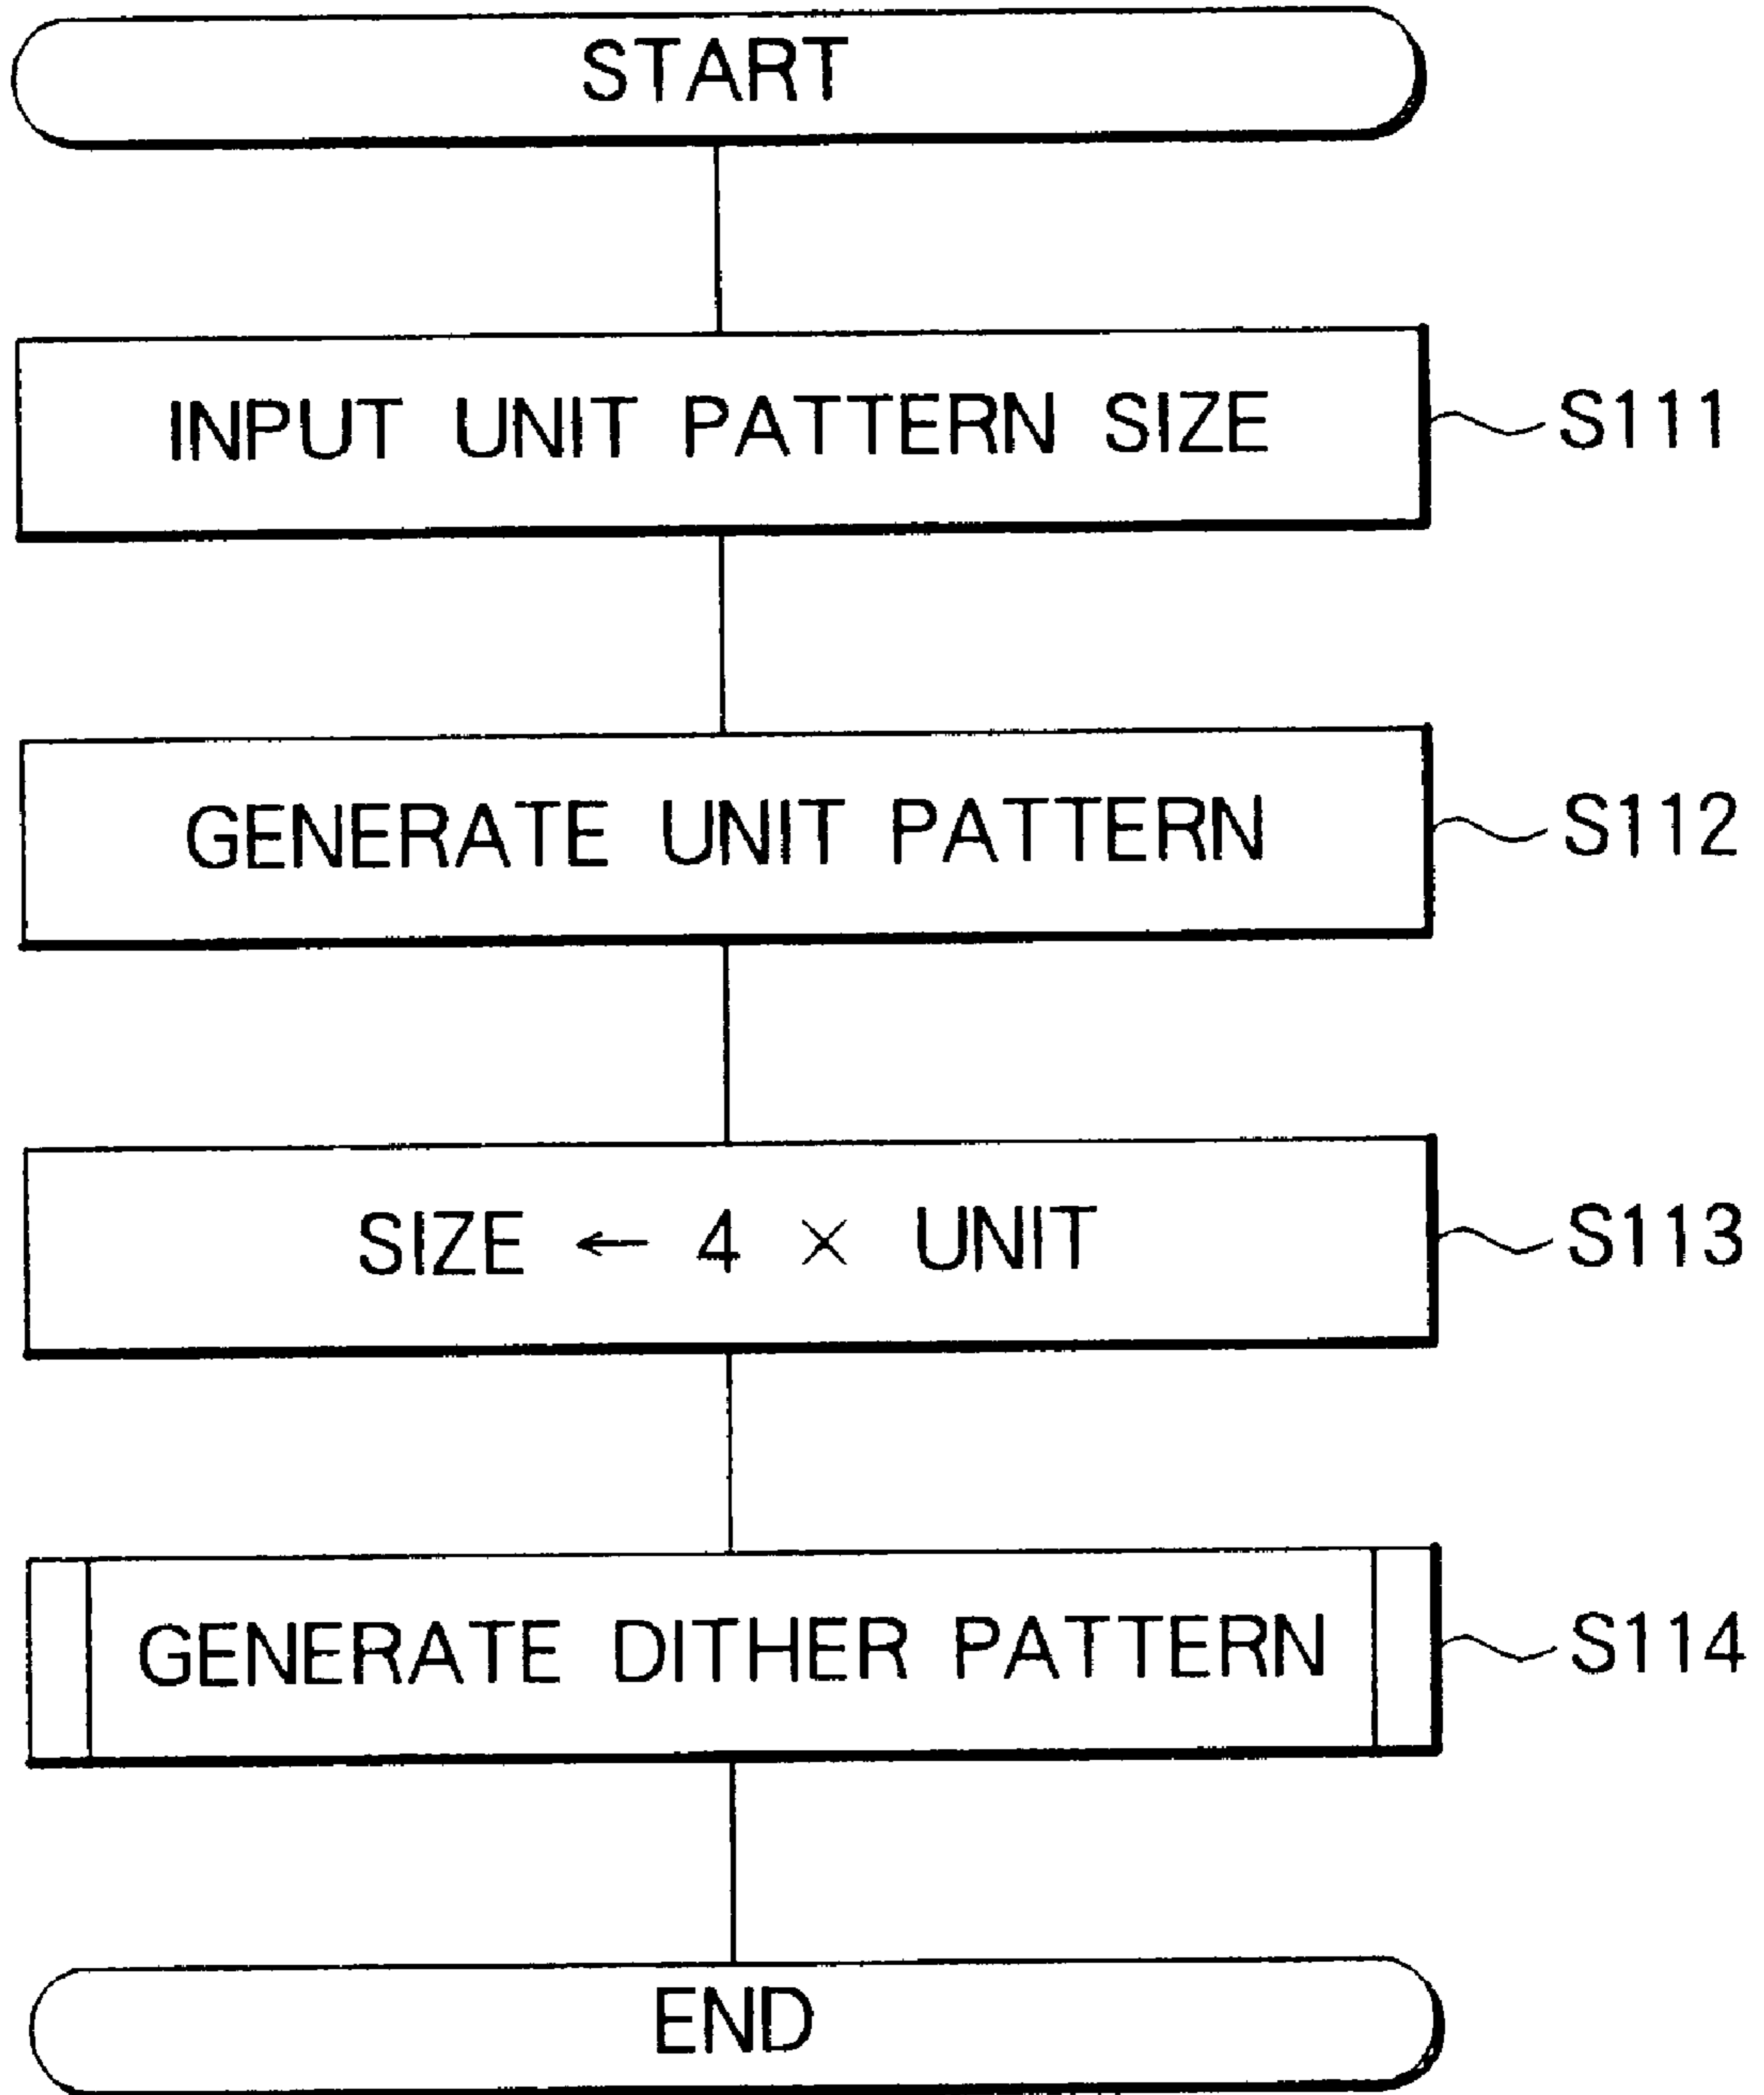 START
INPUT UNIT PATTERN SIZE
S111
GENERATE UNIT PATTERN
S112
SIZE ← 4 × UNIT
S113
GENERATE DITHER PATTERN
S114
END